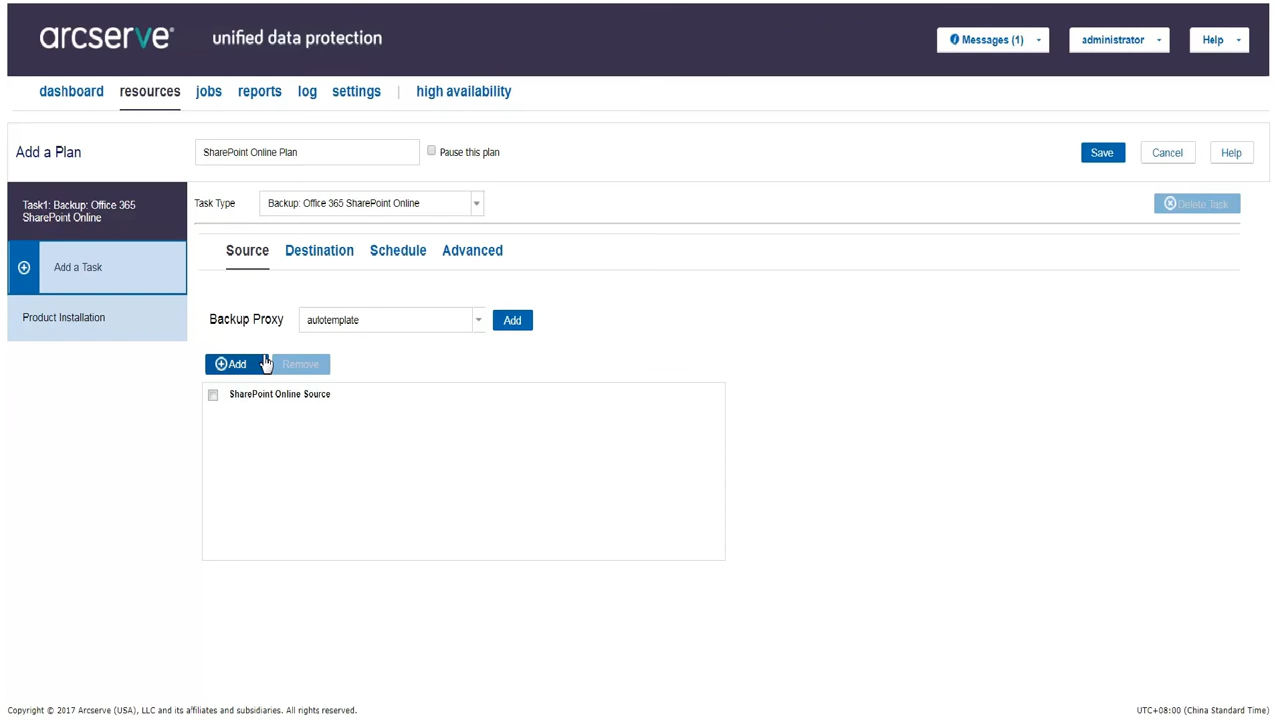 arcserve® unified data protection
Messages (1) administrator Help
dashboard resources jobs reports log settings | high availability
Add a Plan SharePoint Online Plan Pause this plan Save Cancel Help
Task1: Backup: Office 365
SharePoint Online
Task Type Backup: Office 365 SharePoint Online Delete Task
Source Destination Schedule Advanced
Add a Task
Product Installation
Backup Proxy autotemplate Add
Add Remove
SharePoint Online Source
Copyright © 2017 Arcserve (USA), LLC and its affiliates and subsidiaries. All rights reserved. UTC+08:00 (China Standard Time)